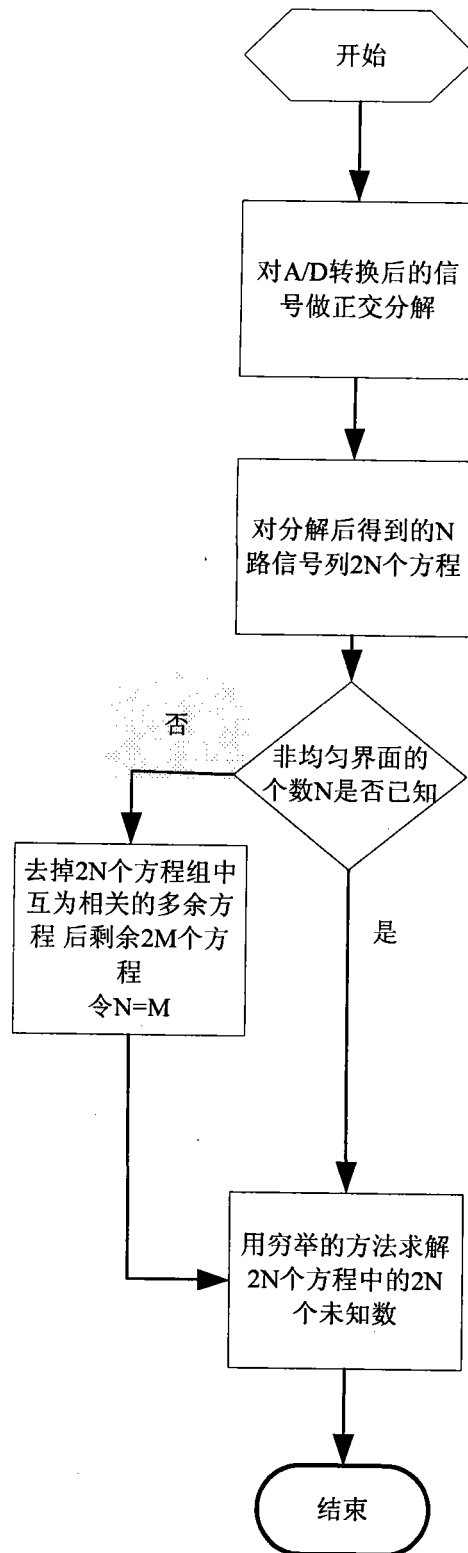 开始
对A/D转换后的信
号做正交分解
对分解后得到的N
路信号列2N个方程
非均匀界面的
个数N是否已知
否
去掉2N个方程组中
互为相关的多余方
程 后剩余2M个方
程
令N=M
是
用穷举的方法求解
2N个方程中的2N
个未知数
结束